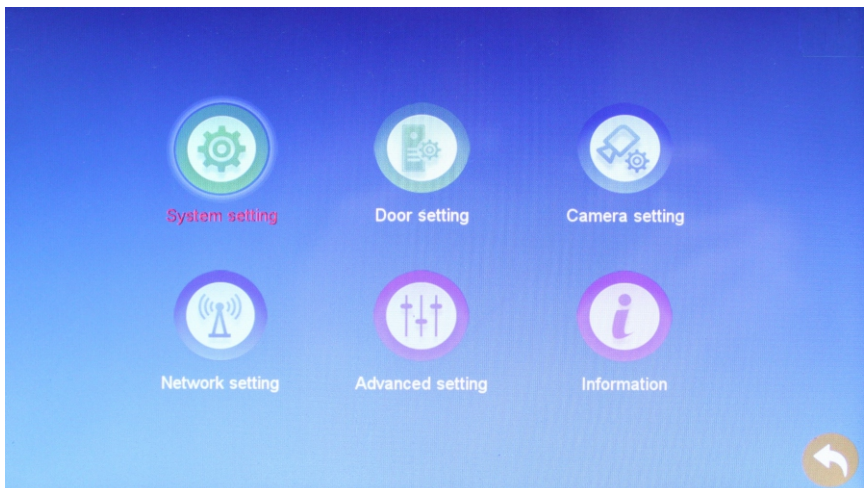 System setting
Door setting
Camera setting
Network setting
Advanced setting
Information